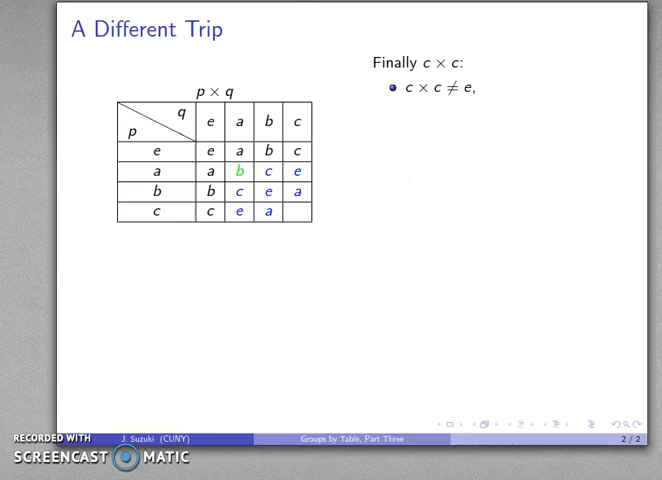 A Different Trip
Finally c × c:
c × c ≠ e,
p × q
q
p
e a b c
e e a b c
a a b c e
b b c e a
c c e a
RECORDED WITH
SCREENCAST MATIC
J. Suzuki (CUNY)
Groups by Table, Part Three
2 / 2